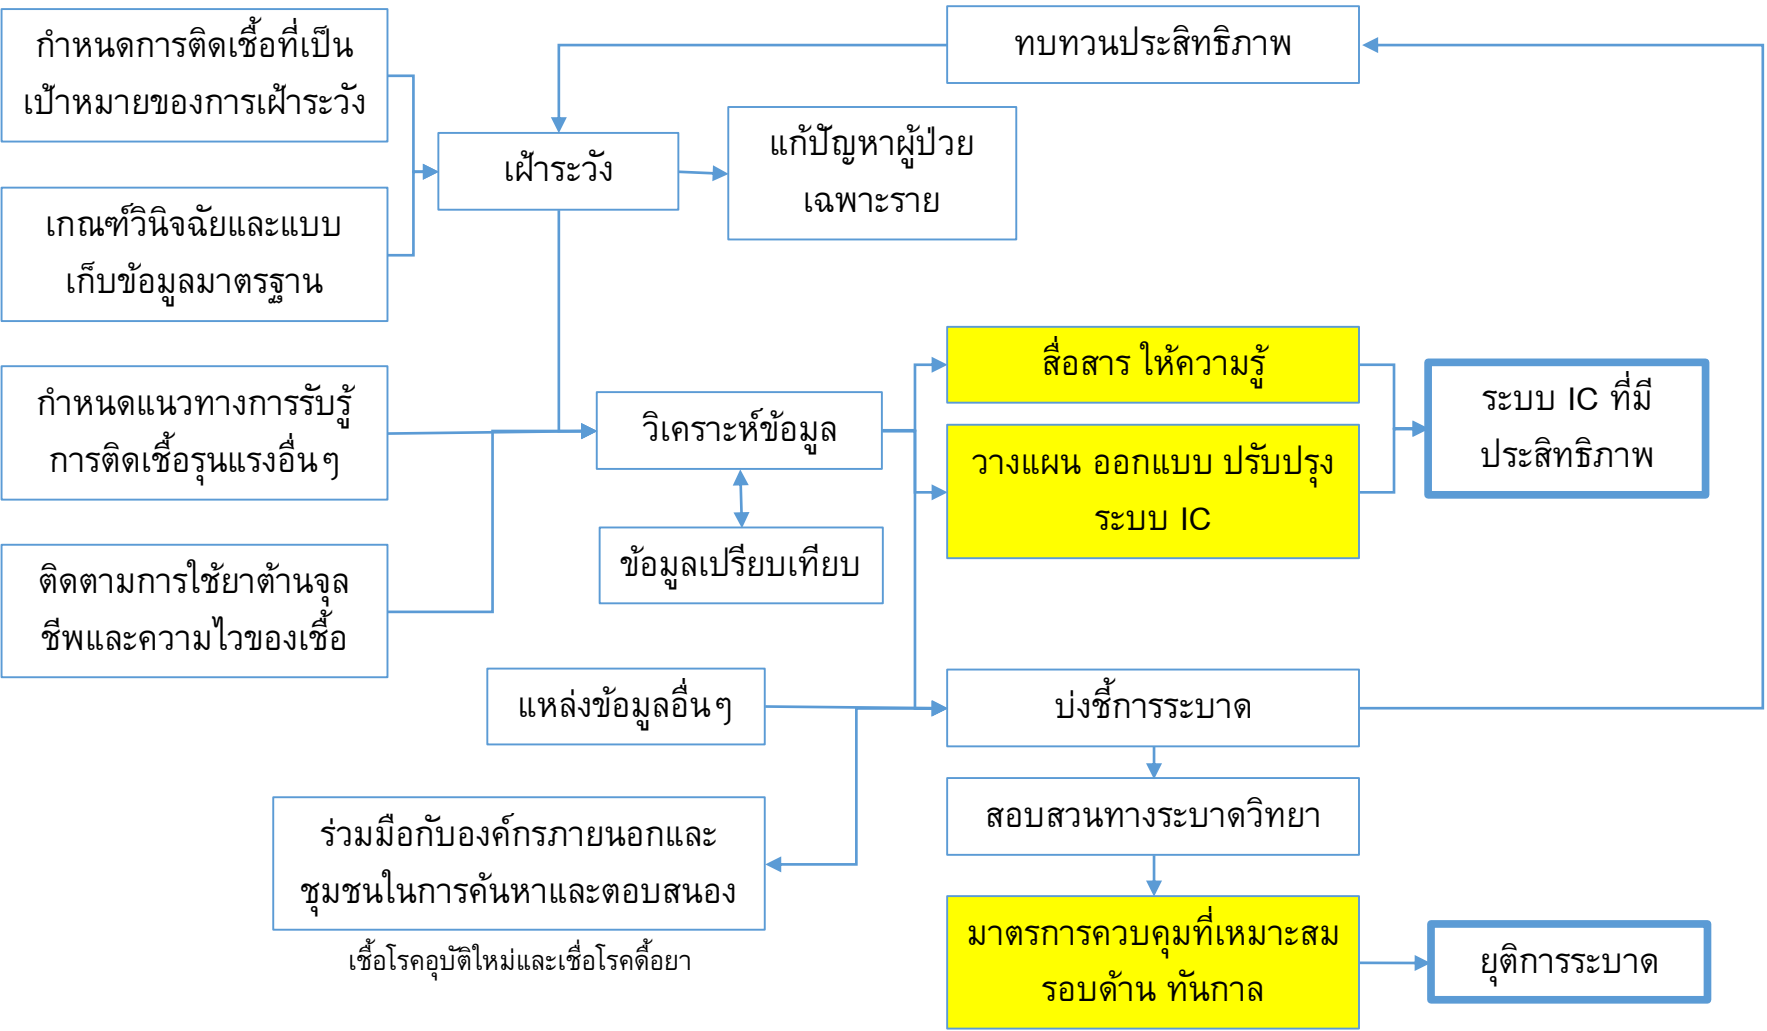 กำหนดการติดเชื้อที่เป็น
เป้าหมายของการเฝ้าระวัง
ทบทวนประสิทธิภาพ
เฝ้าระวัง
แก้ปัญหาผู้ป่วย
เฉพาะราย
เกณฑ์วินิจฉัยและแบบ
เก็บข้อมูลมาตรฐาน
กำหนดแนวทางการรับรู้
การติดเชื้อรุนแรงอื่นๆ
วิเคราะห์ข้อมูล
สื่อสาร ให้ความรู้
วางแผน ออกแบบ ปรับปรุง
ระบบ IC
ระบบ IC ที่มี
ประสิทธิภาพ
ข้อมูลเปรียบเทียบ
ติดตามการใช้ยาต้านจุล
ชีพและความไวของเชื้อ
แหล่งข้อมูลอื่นๆ
บ่งชี้การระบาด
สอบสวนทางระบาดวิทยา
ร่วมมือกับองค์กรภายนอกและ
ชุมชนในการค้นหาและตอบสนอง
เชื้อโรคอุบัติใหม่และเชื่อโรคดื้อยา
มาตรการควบคุมที่เหมาะสม
รอบด้าน ทันกาล
ยุติการระบาด